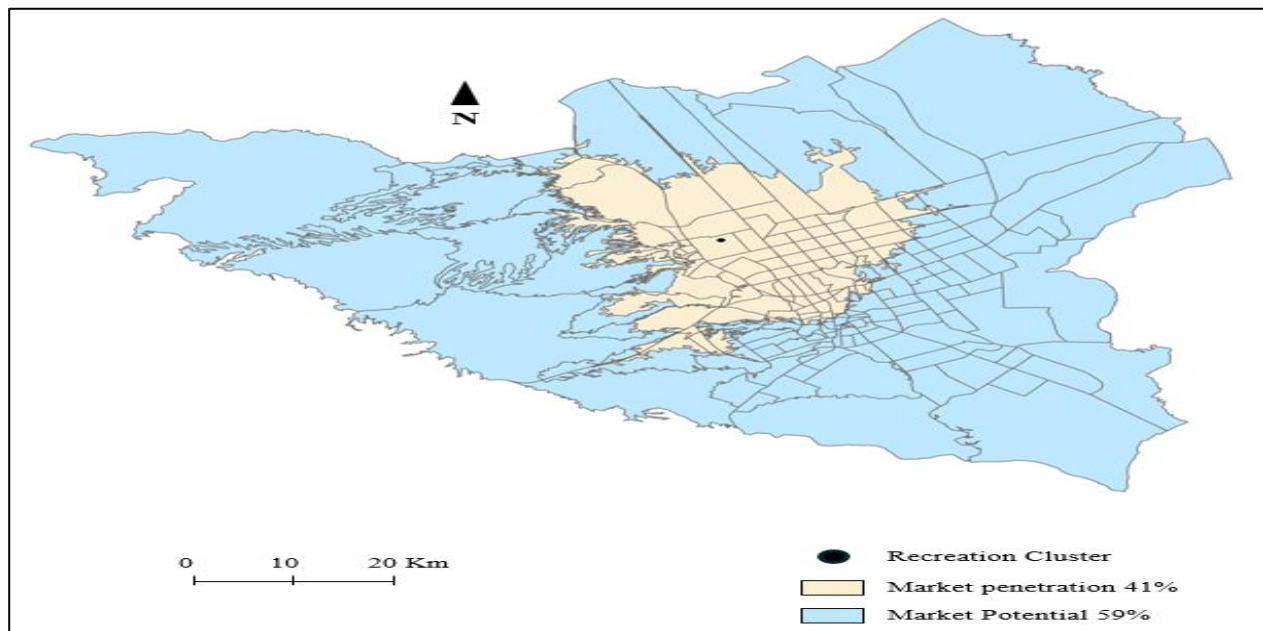 N
0 10 20 Km
Recreation Cluster
Market penetration 41%
Market Potential 59%